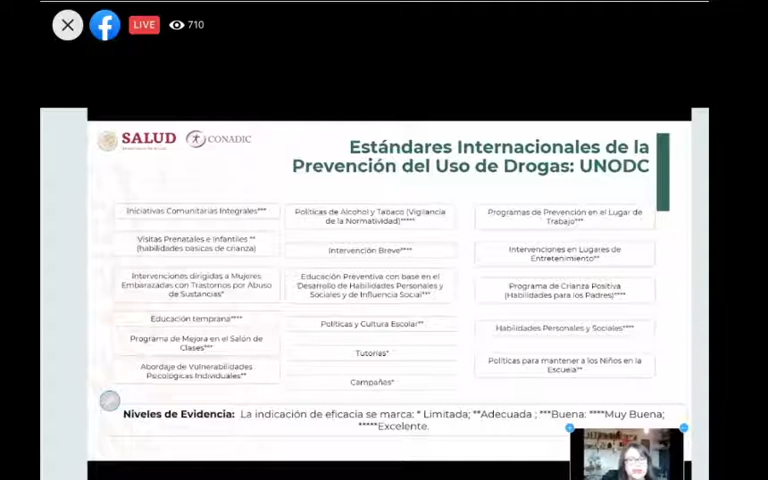 LIVE
710
SALUD
CONADIC
Estándares Internacionales de la
Prevención del Uso de Drogas: UNODC
Iniciativas Comunitarias Integrales***
Visitas Prenatales e Infantiles **
(habilidades basicas de crianza)
Intervenciones dirigidas a Mujeres
Embarazadas con Trastornos por Abuso
de Sustancias*
Educación temprana****
Programa de Mejora en el Salón de
Clases***
Abordaje de Vulnerabilidades
Psicológicas Individuales**
Políticas de Alcohol y Tabaco (Vigilancia
de la Normatividad)*****
Intervención Breve****
Educación Preventiva con base en el
Desarrollo de Habilidades Personales y
Sociales y de Influencia Social***
Políticas y Cultura Escolar**
Tutorías*
Campañas*
Programas de Prevención en el Lugar de
Trabajo***
Intervenciones en Lugares de
Entretenimiento**
Programa de Crianza Positiva
(Habilidades para los Padres)****
Habilidades Personales y Sociales****
Políticas para mantener a los Niños en la
Escuela**
Niveles de Evidencia: La indicación de eficacia se marca: * Limitada; **Adecuada ; ***Buena: ****Muy Buena;
*****Excelente.